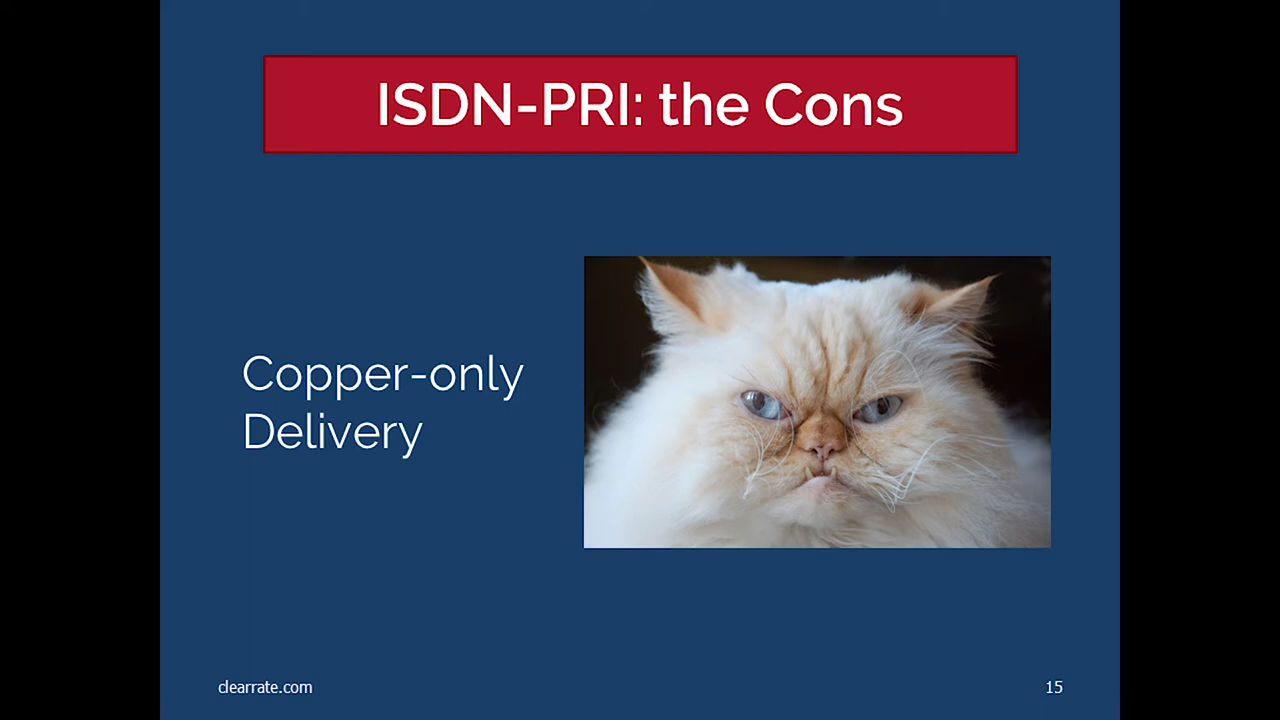 ISDN-PRI: the Cons
Copper-only
Delivery
clearrate.com
15